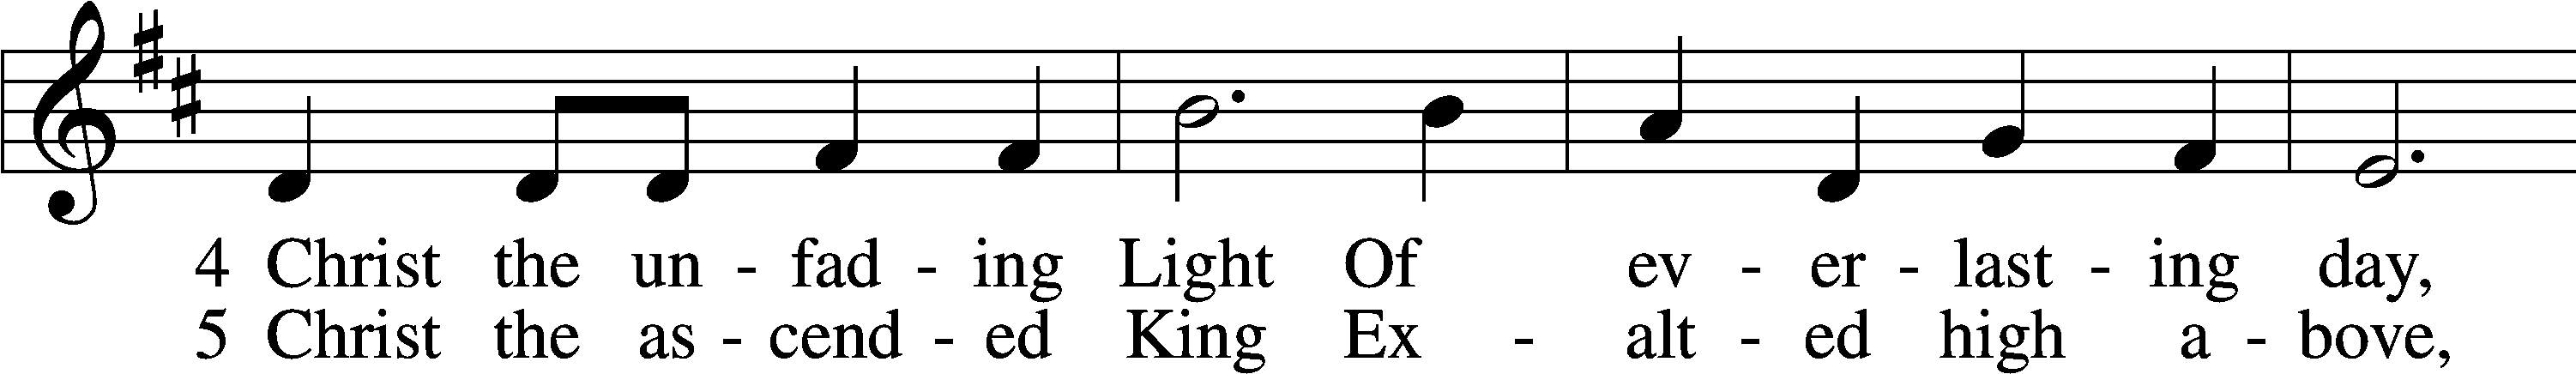 4 Christ the un - fad - ing Light Of ev - er - last - ing day,
5 Christ the as - cend - ed King Ex - alt - ed high a - bove,